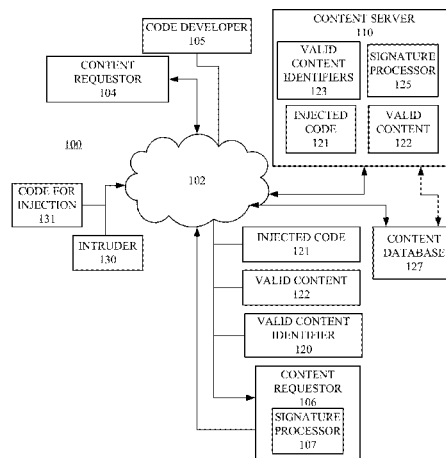 CODE DEVELOPER
105
CONTENT REQUESTOR
104
100
102
CONTENT SERVER
110
VALID
CONTENT
IDENTIFIERS
123
SIGNATURE
PROCESSOR
125
INJECTED
CODE
121
VALID
CONTENT
122
CODE FOR
INJECTION
131
INTRUDER
130
INJECTED CODE
121
CONTENT
DATABASE
127
VALID CONTENT
122
VALID CONTENT
IDENTIFIER
120
CONTENT
REQUESTOR
106
SIGNATURE
PROCESSOR
107